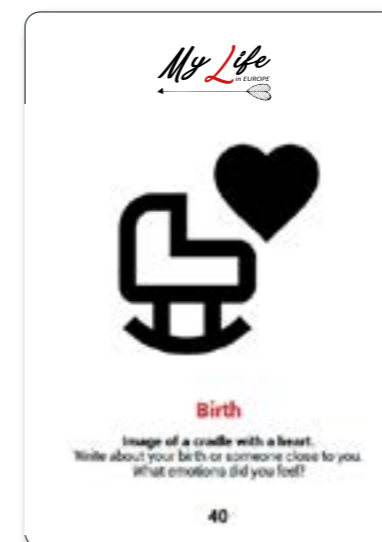 My Life
in EUROPE
Birth
Image of a cradle with a heart.
Write about your birth or someone close to you.
What emotions did you feel?
40